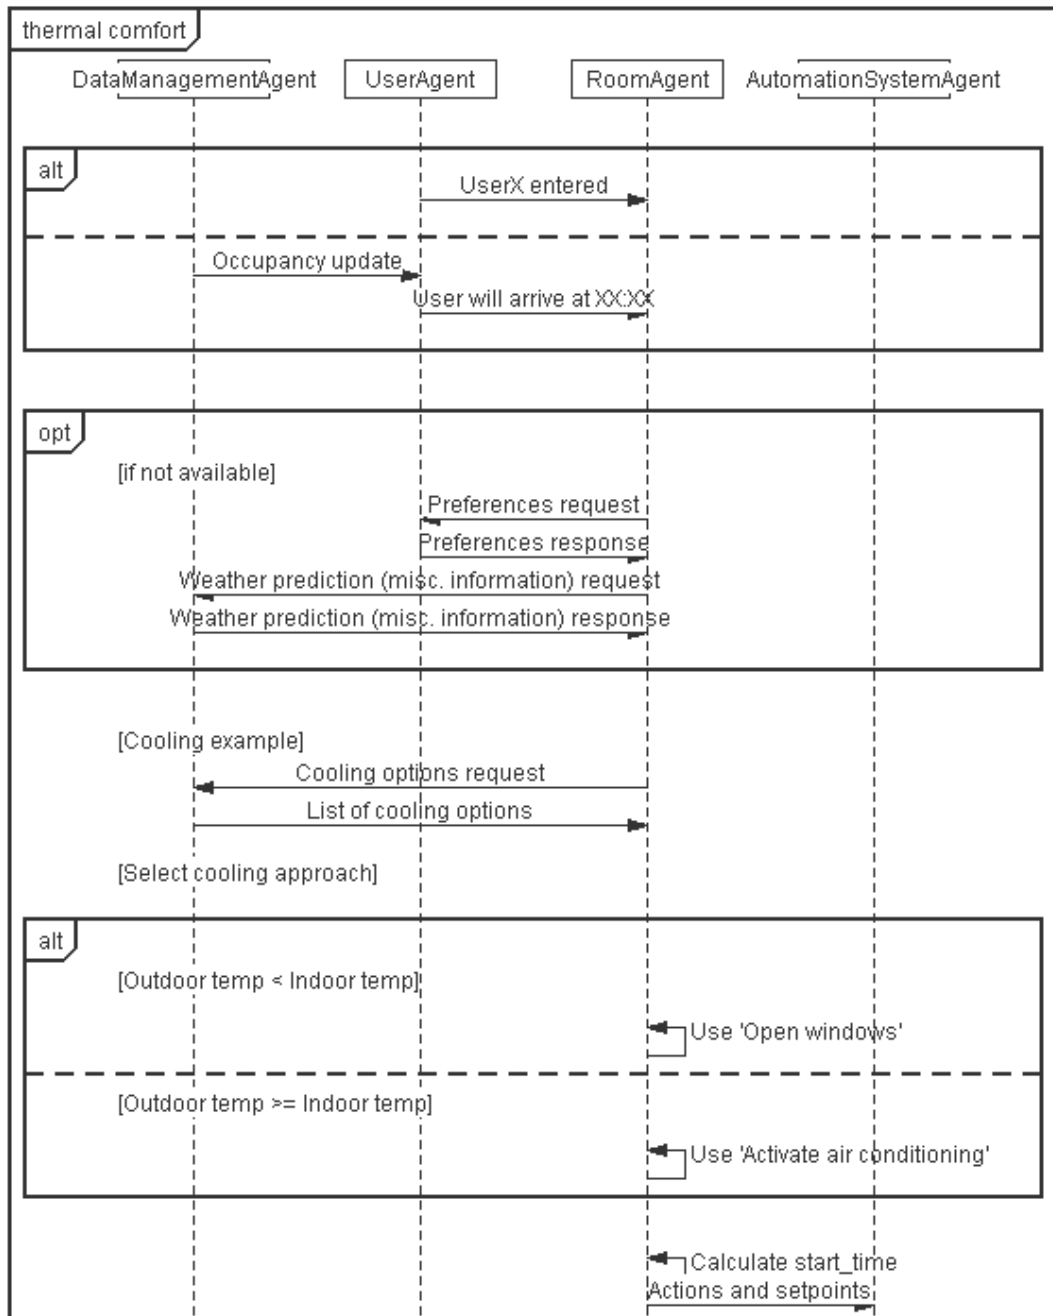 thermal comfort
DataManagementAgent
UserAgent
RoomAgent
AutomationSystemAgent
alt
UserX entered
Occupancy update
User will arrive at XX:XX
opt
[if not available]
Preferences request
Preferences response
Weather prediction (misc. information) request
Weather prediction (misc. information) response
[Cooling example]
Cooling options request
List of cooling options
[Select cooling approach]
alt
[Outdoor temp < Indoor temp]
Use 'Open windows'
[Outdoor temp >= Indoor temp]
Use 'Activate air conditioning'
Calculate start_time
Actions and setpoints